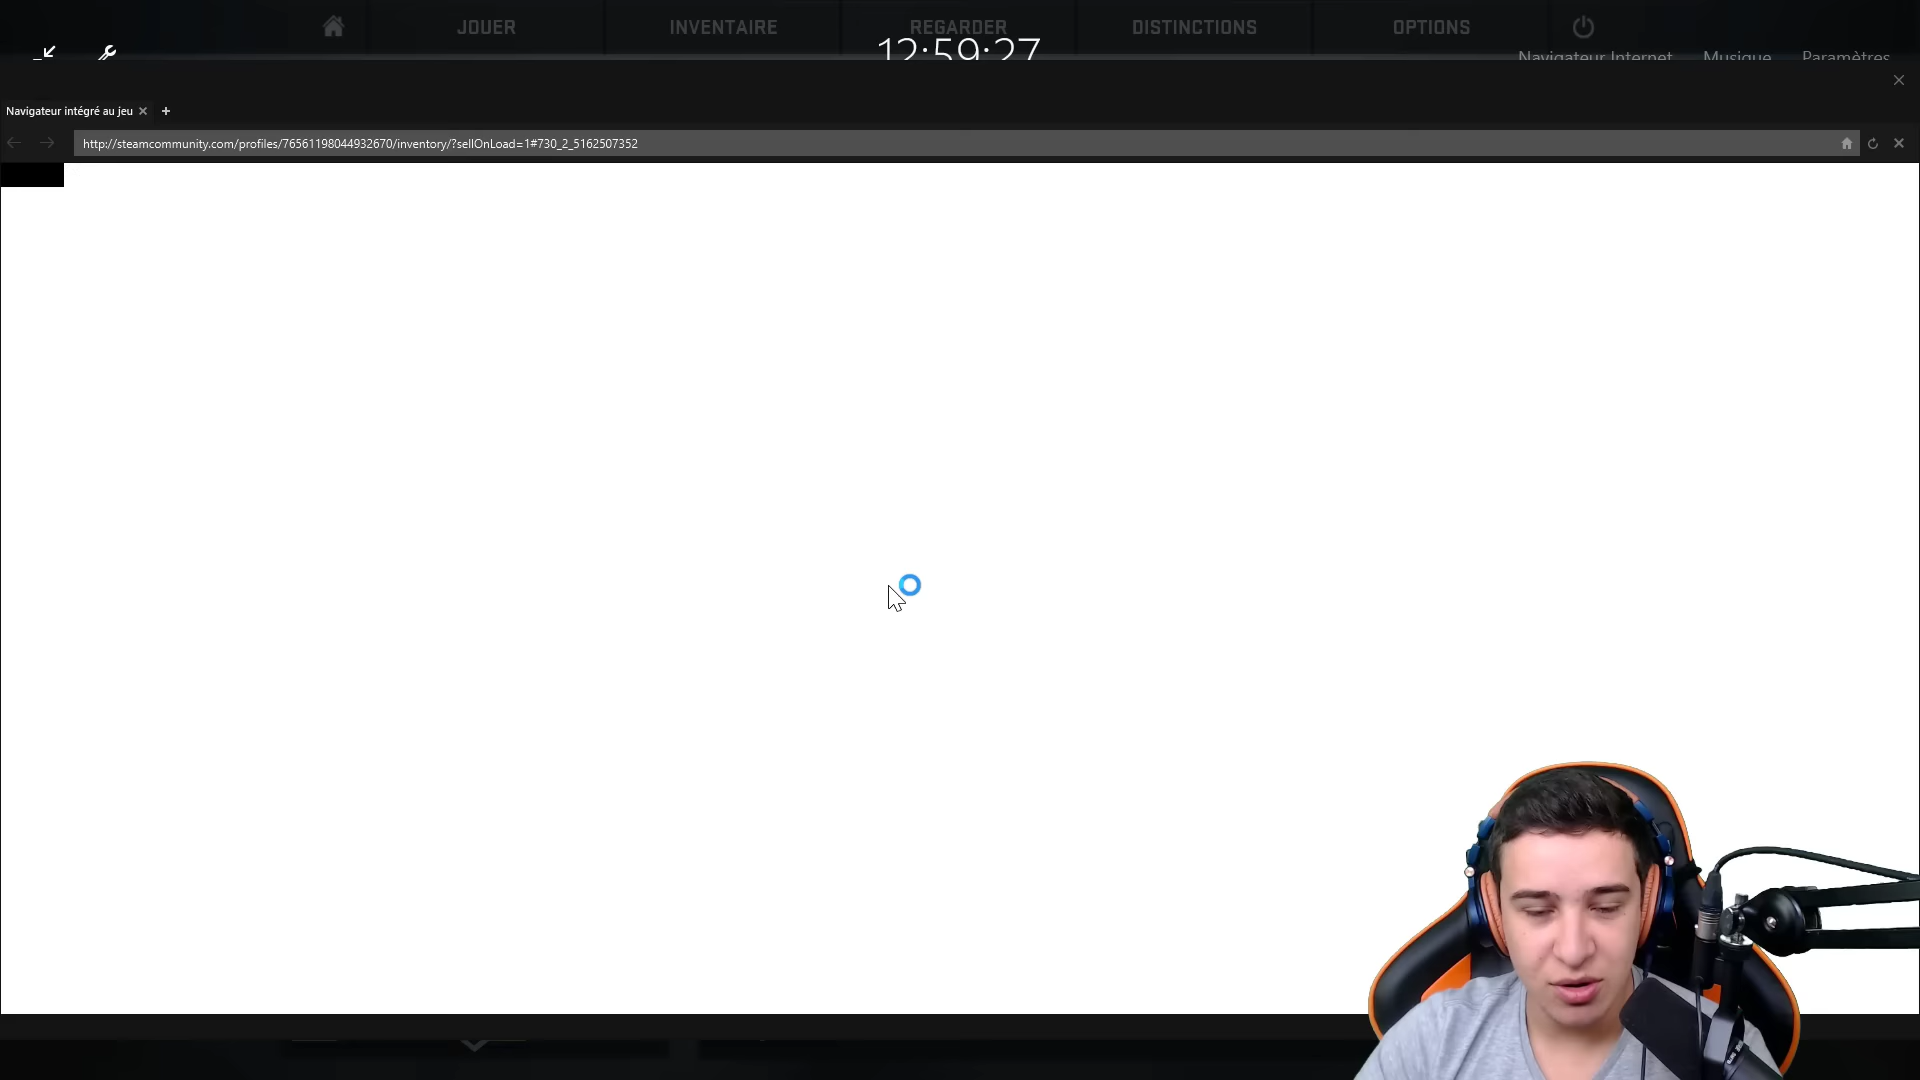 JOUER
INVENTAIRE
REGARDER
DISTINCTIONS
OPTIONS
12:59:27
Navigateur Internet
Musique
Paramètres
Navigateur intégré au jeu
http://steamcommunity.com/profiles/76561198044932670/inventory/?sellOnLoad=1#730_2_5162507352